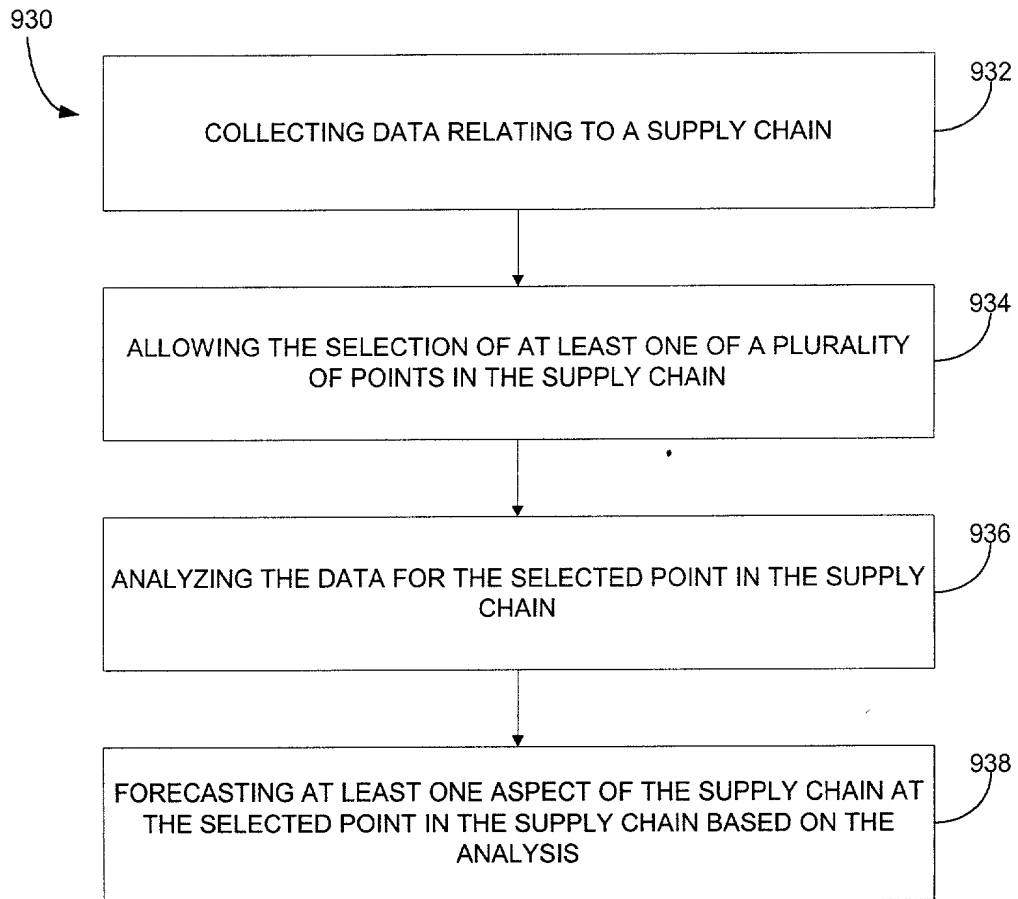 930
932
COLLECTING DATA RELATING TO A SUPPLY CHAIN
934
ALLOWING THE SELECTION OF AT LEAST ONE OF A PLURALITY
OF POINTS IN THE SUPPLY CHAIN
936
ANALYZING THE DATA FOR THE SELECTED POINT IN THE SUPPLY
CHAIN
938
FORECASTING AT LEAST ONE ASPECT OF THE SUPPLY CHAIN AT
THE SELECTED POINT IN THE SUPPLY CHAIN BASED ON THE
ANALYSIS